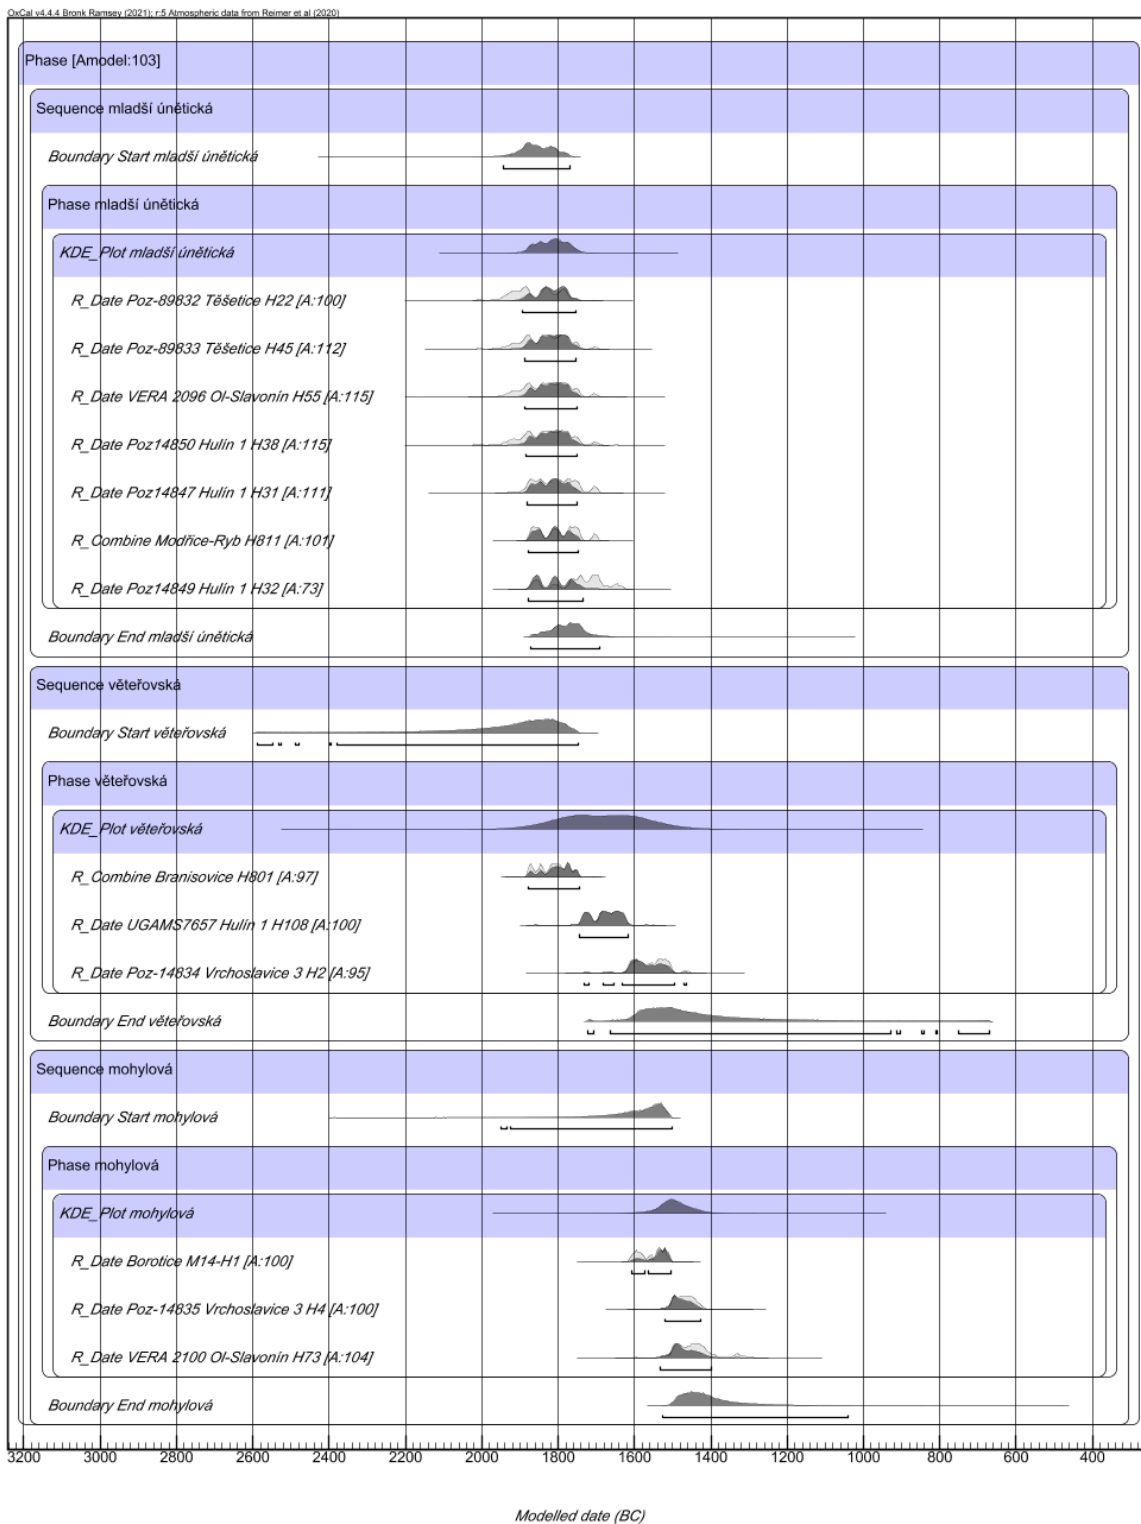 OxCal v4.4.4 Bronk Ramsey (2021); r:5 Atmospheric data from Reimer et al (2020)
Phase [Amodel:103]
Sequence mladší únětická
Boundary Start mladší únětická
Phase mladší únětická
KDE_Plot mladší únětická
R_Date Poz-89832 Těšetice H22 [A:100]
R_Date Poz-89833 Těšetice H45 [A:112]
R_Date VERA 2096 Ol-Slavonín H55 [A:115]
R_Date Poz14850 Hulín 1 H38 [A:115]
R_Date Poz14847 Hulín 1 H31 [A:111]
R_Combine Modřice-Ryb H811 [A:101]
R_Date Poz14849 Hulín 1 H32 [A:73]
Boundary End mladší únětická
Sequence věteřovská
Boundary Start věteřovská
Phase věteřovská
KDE_Plot věteřovská
R_Combine Branisovice H801 [A:97]
R_Date UGAMS7657 Hulín 1 H108 [A:100]
R_Date Poz-14834 Vrchoslavice 3 H2 [A:95]
Boundary End věteřovská
Sequence mohylová
Boundary Start mohylová
Phase mohylová
KDE_Plot mohylová
R_Date Borotice M14-H1 [A:100]
R_Date Poz-14835 Vrchoslavice 3 H4 [A:100]
R_Date VERA 2100 Ol-Slavonín H73 [A:104]
Boundary End mohylová
3200 3000 2800 2600 2400 2200 2000 1800 1600 1400 1200 1000 800 600 400
Modelled date (BC)